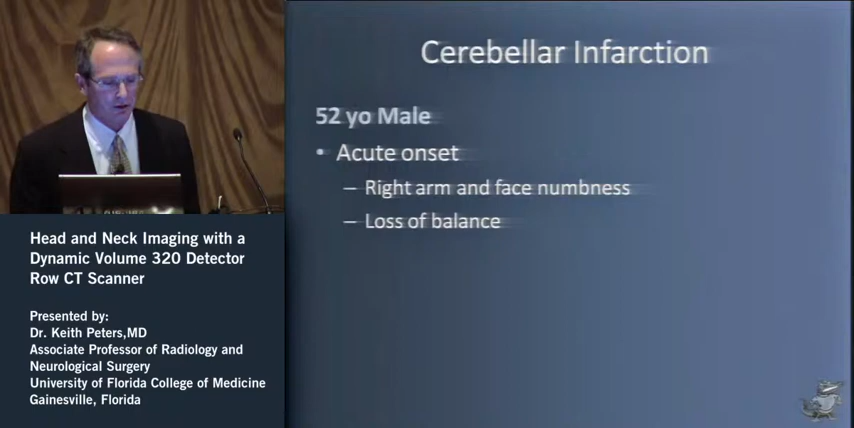 Cerebellar Infarction
52 yo Male
• Acute onset
– Right arm and face numbness
– Loss of balance
Head and Neck Imaging with a
Dynamic Volume 320 Detector
Row CT Scanner
Presented by:
Dr. Keith Peters,MD
Associate Professor of Radiology and
Neurological Surgery
University of Florida College of Medicine
Gainesville, Florida